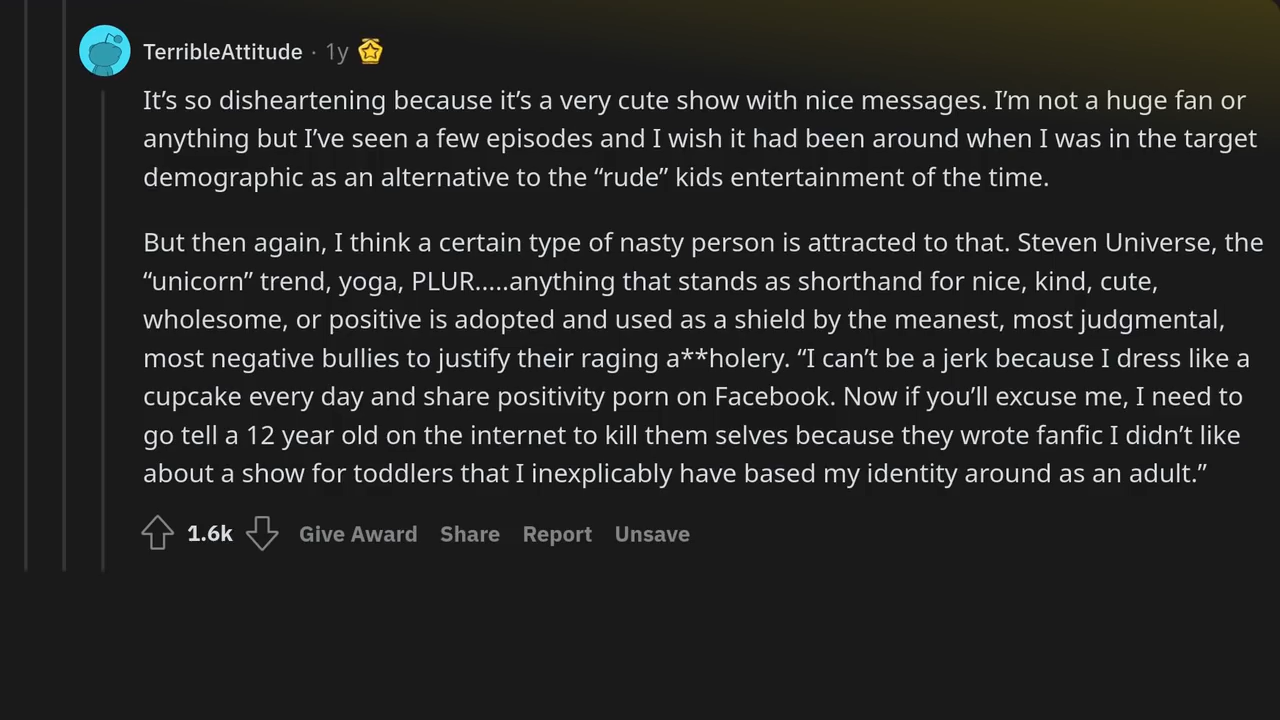 TerribleAttitude · 1y
It’s so disheartening because it’s a very cute show with nice messages. I’m not a huge fan or
anything but I’ve seen a few episodes and I wish it had been around when I was in the target
demographic as an alternative to the “rude” kids entertainment of the time.
But then again, I think a certain type of nasty person is attracted to that. Steven Universe, the
“unicorn” trend, yoga, PLUR.....anything that stands as shorthand for nice, kind, cute,
wholesome, or positive is adopted and used as a shield by the meanest, most judgmental,
most negative bullies to justify their raging a**holery. “I can’t be a jerk because I dress like a
cupcake every day and share positivity porn on Facebook. Now if you’ll excuse me, I need to
go tell a 12 year old on the internet to kill them selves because they wrote fanfic I didn’t like
about a show for toddlers that I inexplicably have based my identity around as an adult.”
1.6k Give Award Share Report Unsave